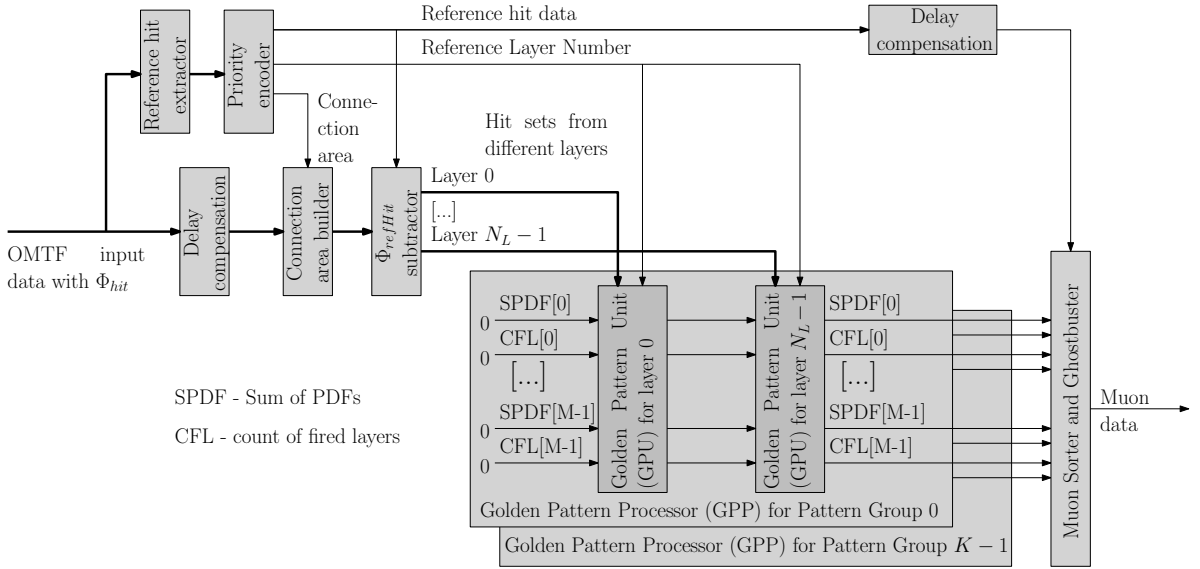 Reference hit data
Delay
compensation
Reference Layer Number
Reference hit
extractor
Priority
encoder
Conne-
ction
area
Hit sets from
different layers
Delay
compensation
Connection
area builder
Φ_refHit
subtractor
Layer 0
[...]
Layer N_L − 1
OMTF input
data with Φ_hit
SPDF[0]
0
CFL[0]
0
[...]
SPDF[M-1]
0
CFL[M-1]
0
Golden Pattern Unit
(GPU) for layer 0
Golden Pattern Unit
(GPU) for layer N_L−1
SPDF[0]
CFL[0]
[...]
SPDF[M-1]
CFL[M-1]
Golden Pattern Processor (GPP) for Pattern Group 0
Golden Pattern Processor (GPP) for Pattern Group K − 1
Muon Sorter and Ghostbuster
Muon
data
SPDF - Sum of PDFs
CFL - count of fired layers